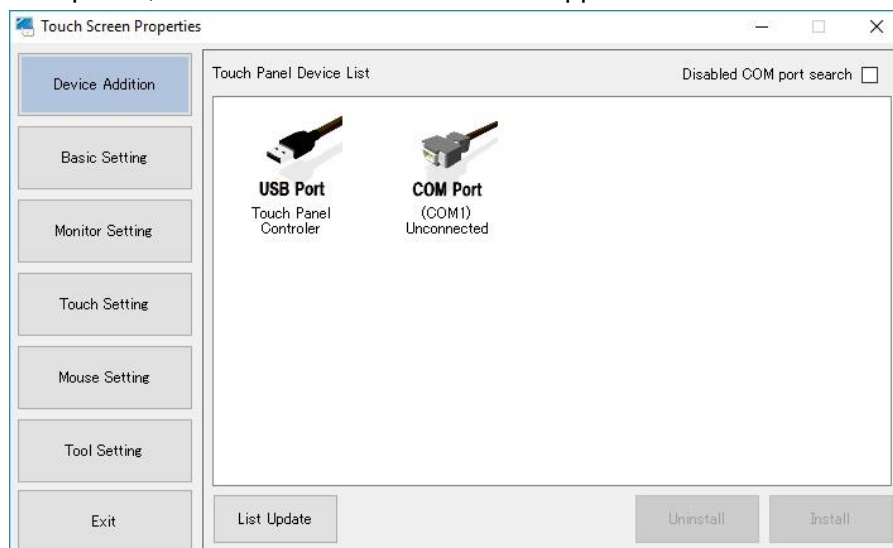 Touch Screen Properties
Device Addition
Basic Setting
Monitor Setting
Touch Setting
Mouse Setting
Tool Setting
Exit
Touch Panel Device List
Disabled COM port search
USB Port
Touch Panel
Controler
COM Port
(COM1)
Unconnected
List Update
Uninstall
Install